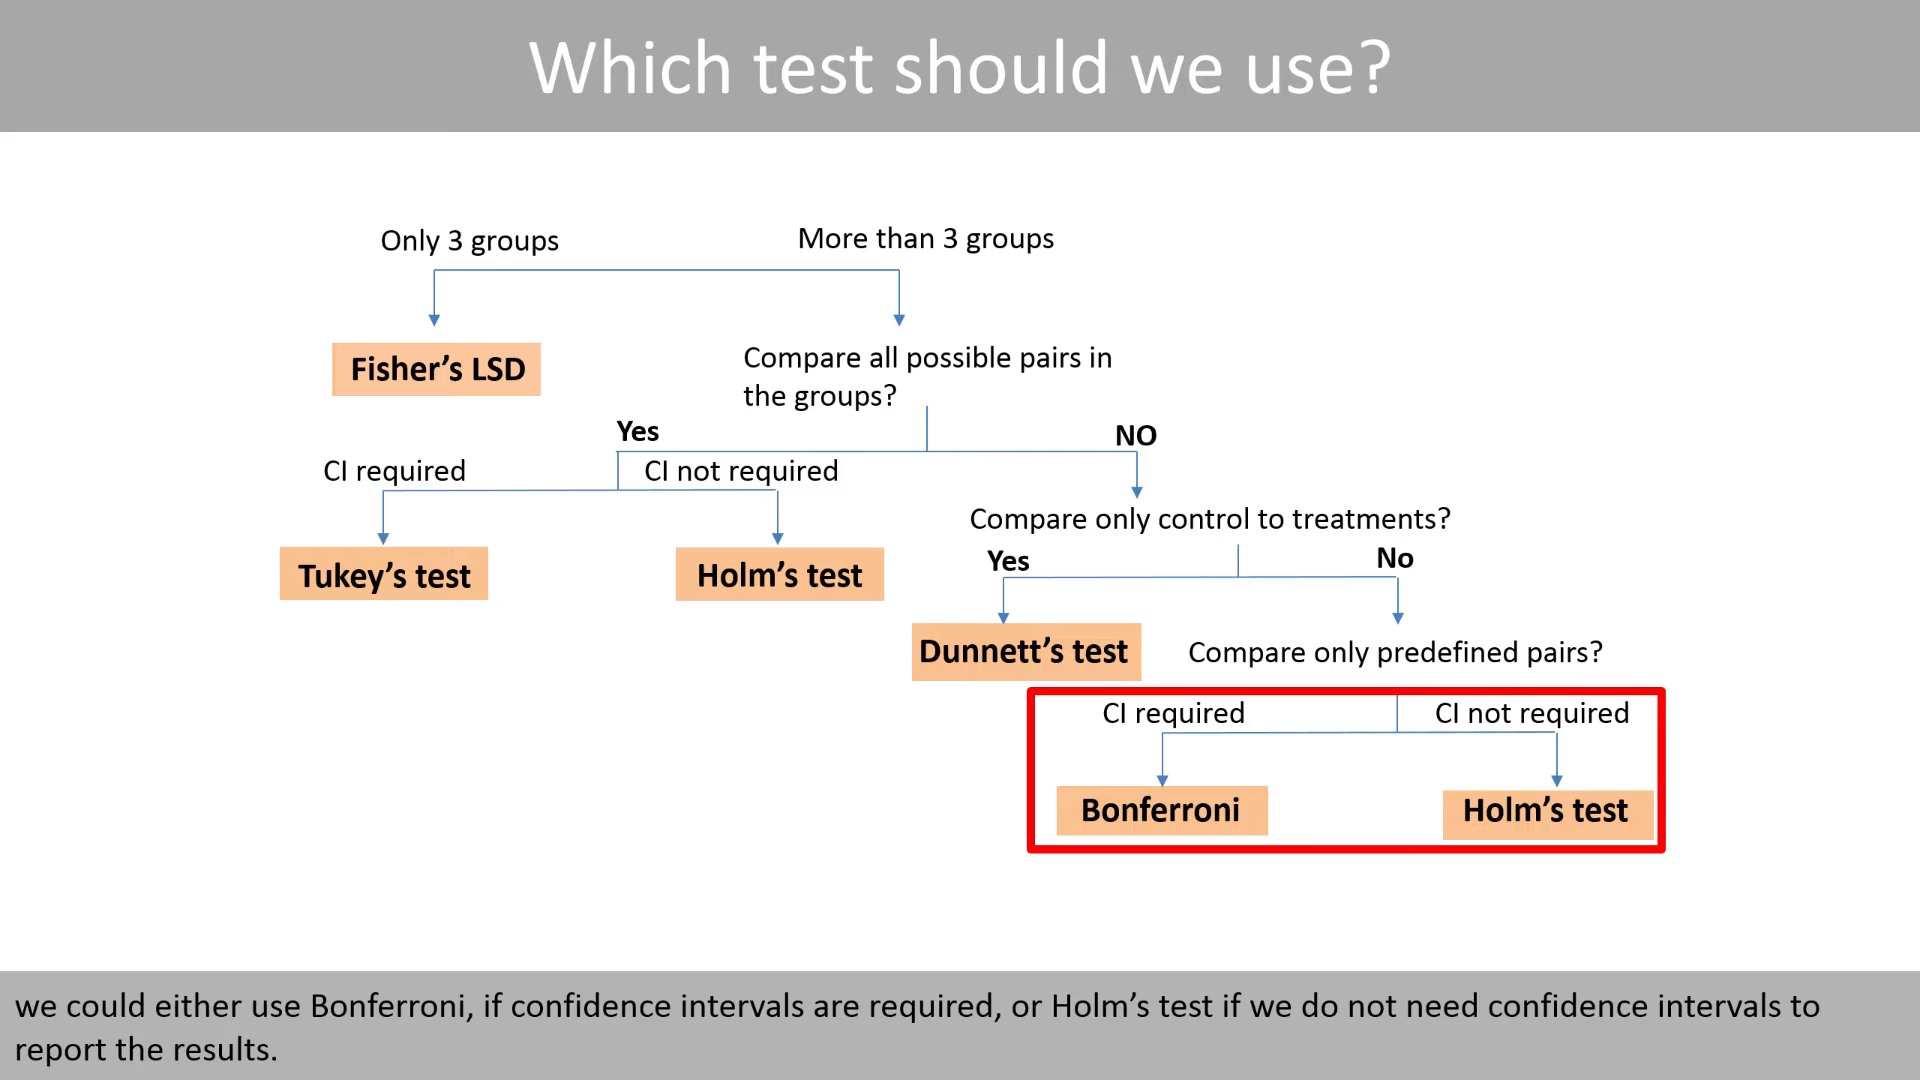 Which test should we use?
Only 3 groups
More than 3 groups
Fisher’s LSD
Compare all possible pairs in
the groups?
Yes
NO
CI required
CI not required
Tukey’s test
Holm’s test
Compare only control to treatments?
Yes
No
Dunnett’s test
Compare only predefined pairs?
CI required
CI not required
Bonferroni
Holm’s test
we could either use Bonferroni, if confidence intervals are required, or Holm’s test if we do not need confidence intervals to
report the results.